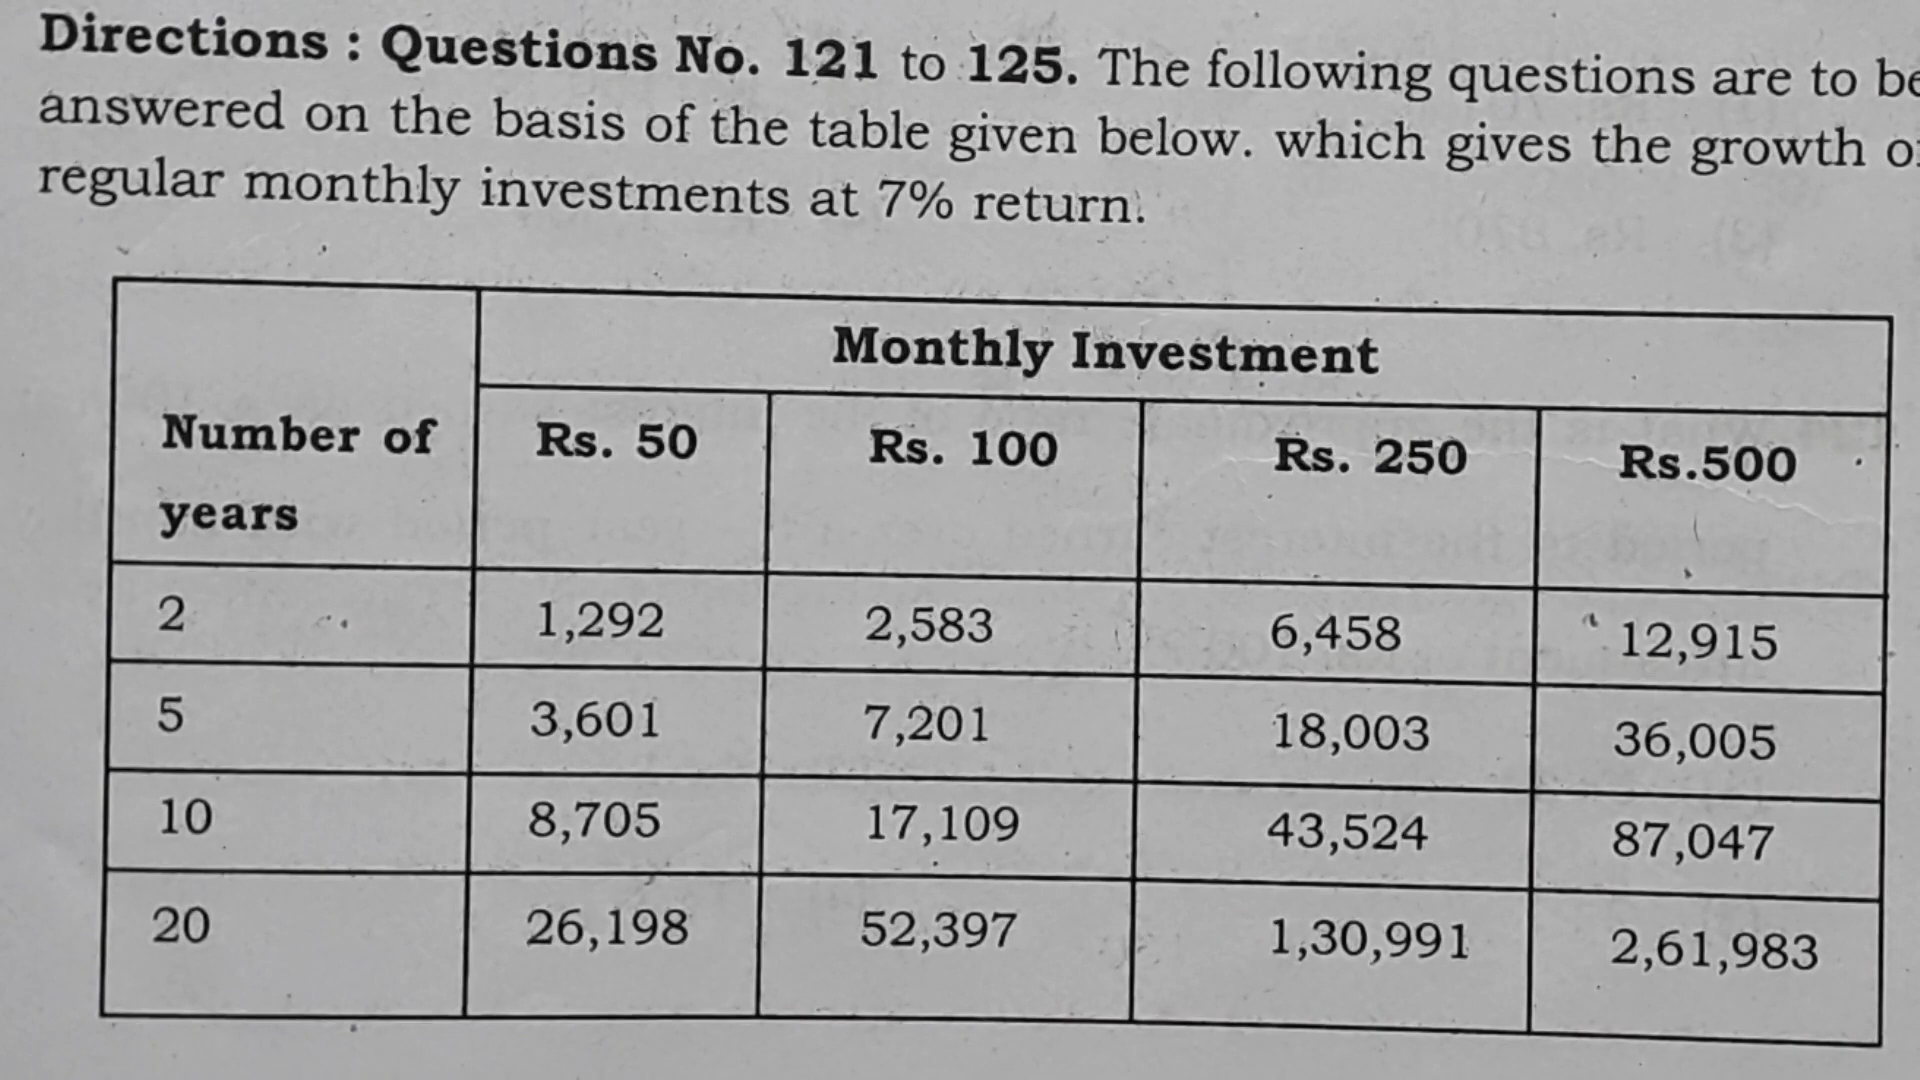 Directions : Questions No. 121 to 125. The following questions are to be
answered on the basis of the table given below. which gives the growth of
regular monthly investments at 7% return.
Monthly Investment
Number of years Rs. 50 Rs. 100 Rs. 250 Rs.500
2 1,292 2,583 6,458 12,915
5 3,601 7,201 18,003 36,005
10 8,705 17,109 43,524 87,047
20 26,198 52,397 1,30,991 2,61,983